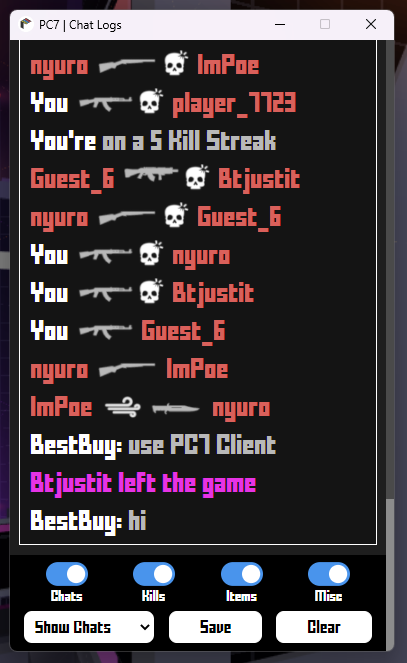 PC7 | Chat Logs
nyuro ImPoe
You player_7723
You're on a 5 Kill Streak
Guest_6 Btjustit
nyuro Guest_6
You nyuro
You Btjustit
You Guest_6
nyuro ImPoe
ImPoe nyuro
BestBuy: use PC7 Client
Btjustit left the game
BestBuy: hi
Chats Kills Items Misc
Show Chats Save Clear